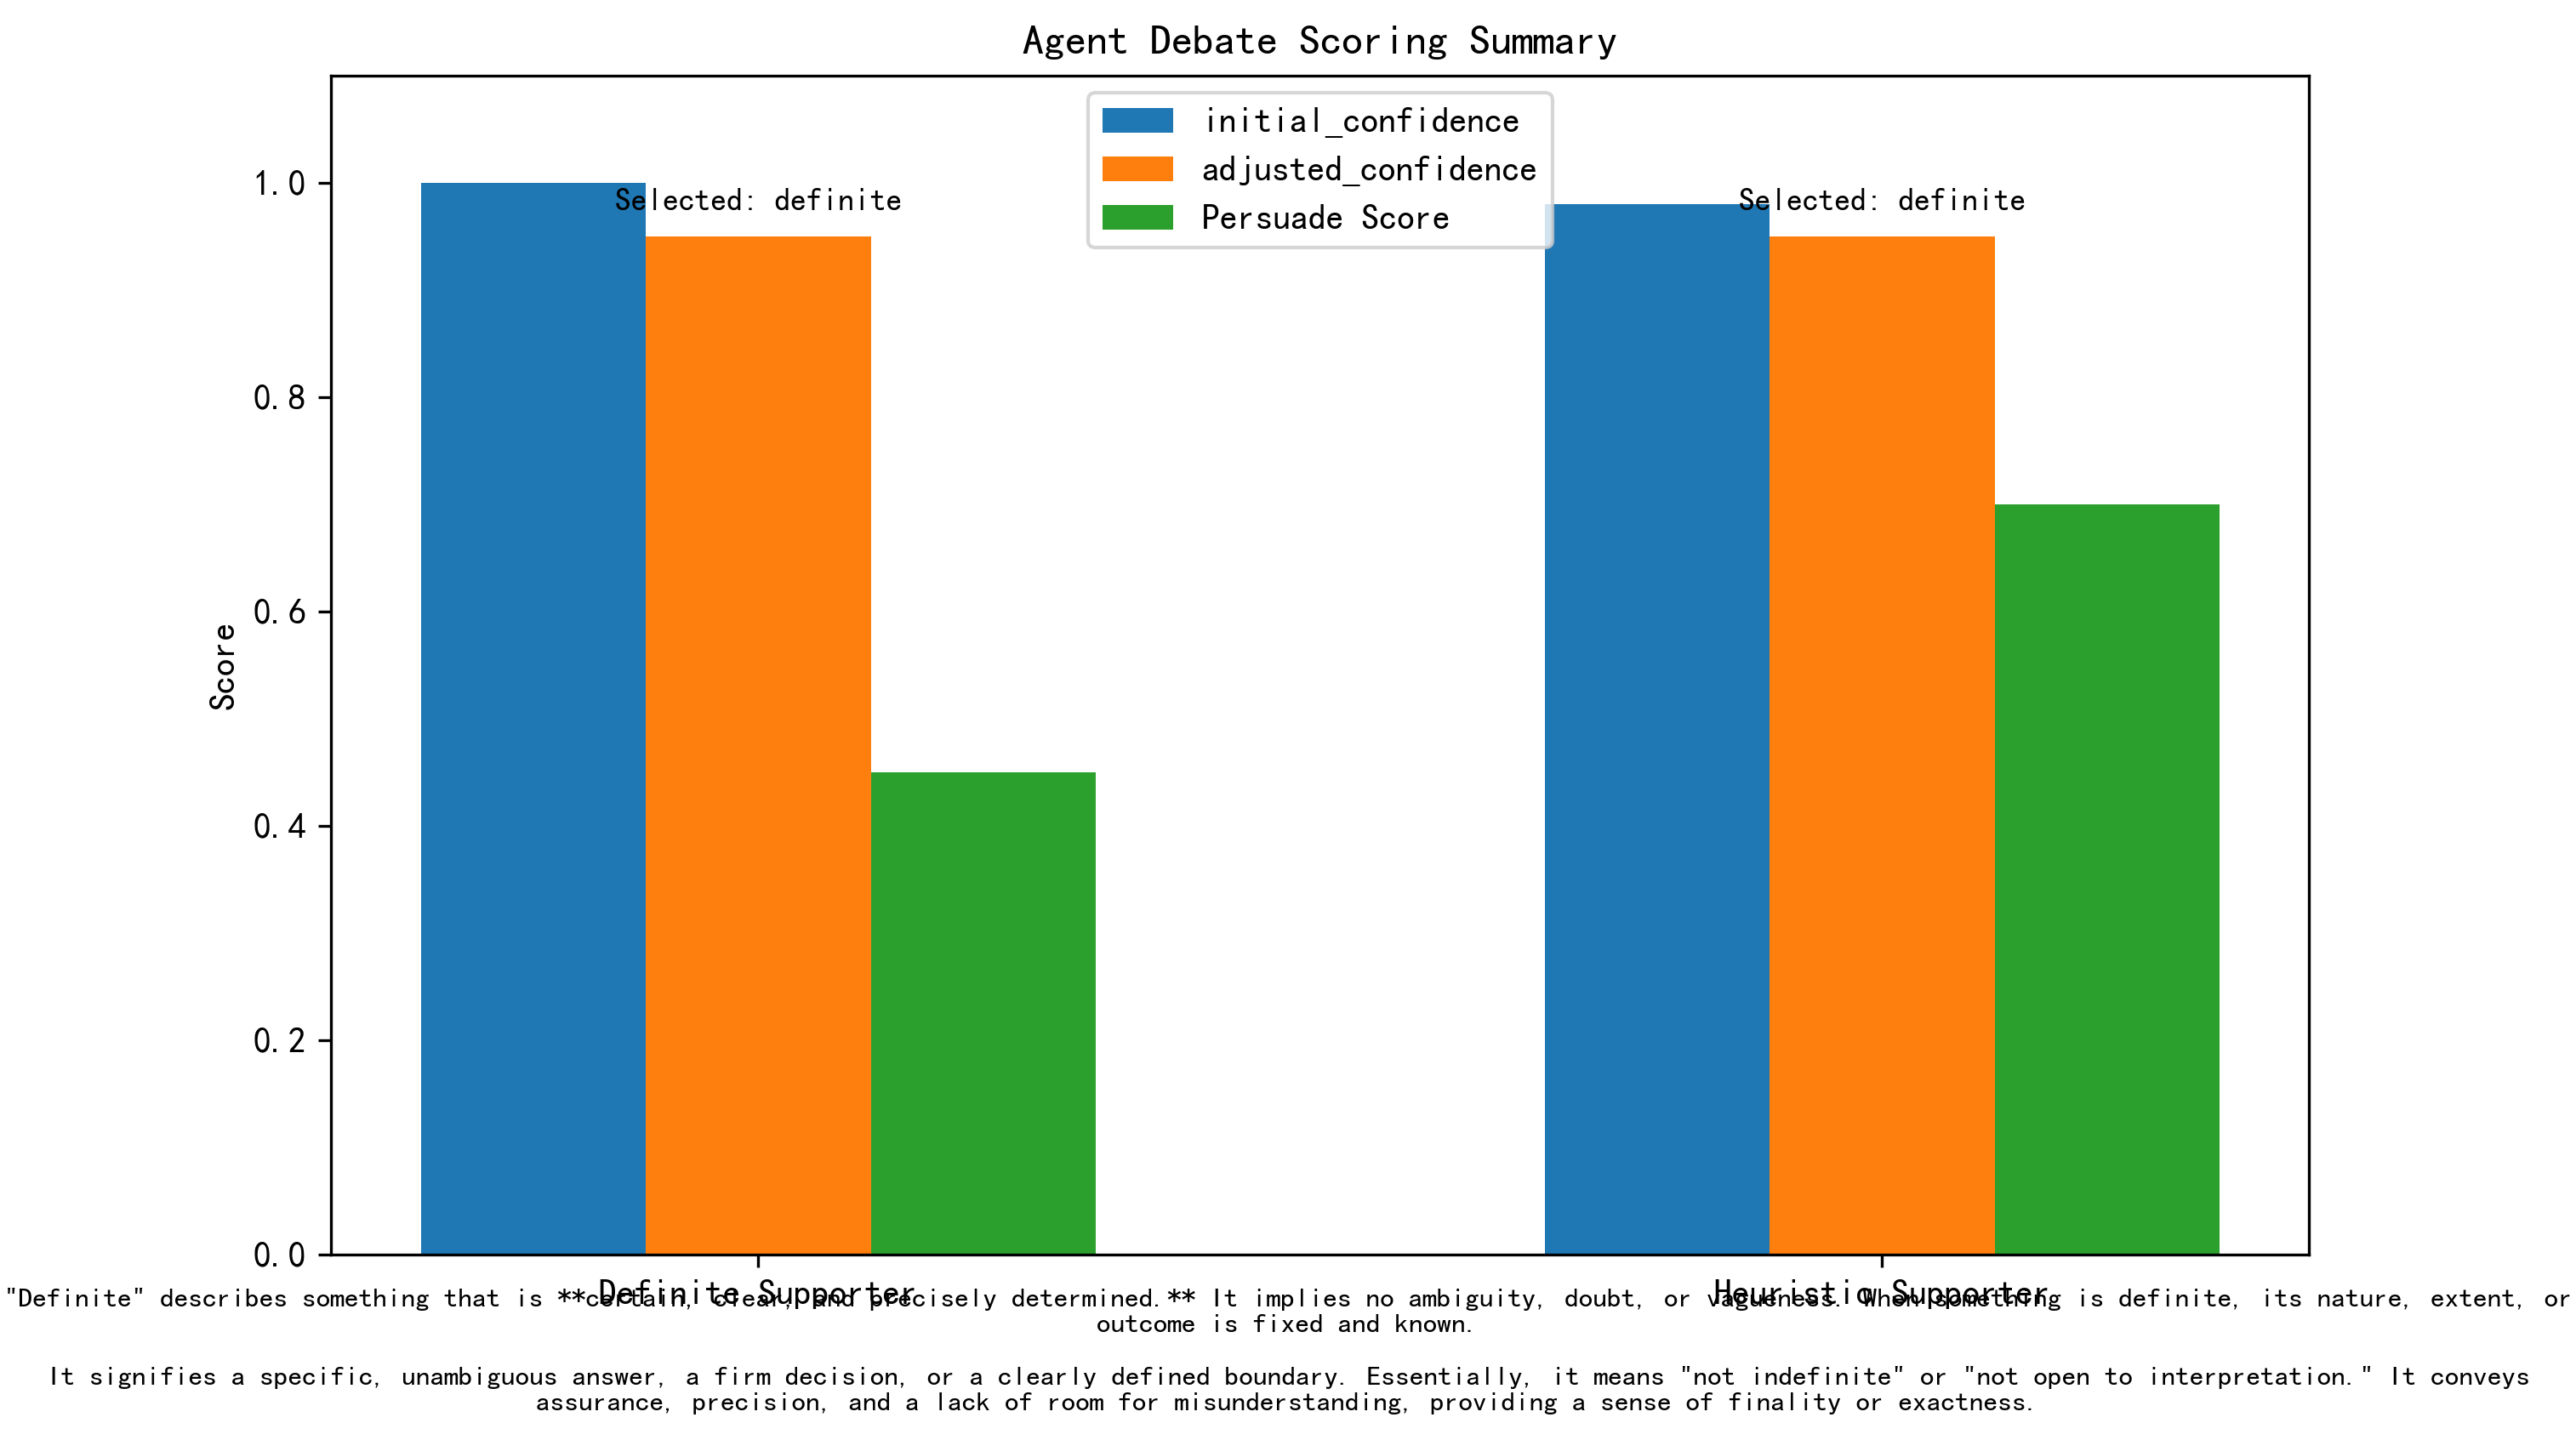 Agent Debate Scoring Summary
initial_confidence
adjusted_confidence
Persuade Score
Selected: definite
Selected: definite
1.0
0.8
0.6
0.4
0.2
0.0
Score
Definite Supporter
Heuristic Supporter
"Definite" describes something that is **certain, clear, and precisely determined.** It implies no ambiguity, doubt, or vagueness. When something is definite, its nature, extent, or
outcome is fixed and known.
It signifies a specific, unambiguous answer, a firm decision, or a clearly defined boundary. Essentially, it means "not indefinite" or "not open to interpretation." It conveys
assurance, precision, and a lack of room for misunderstanding, providing a sense of finality or exactness.